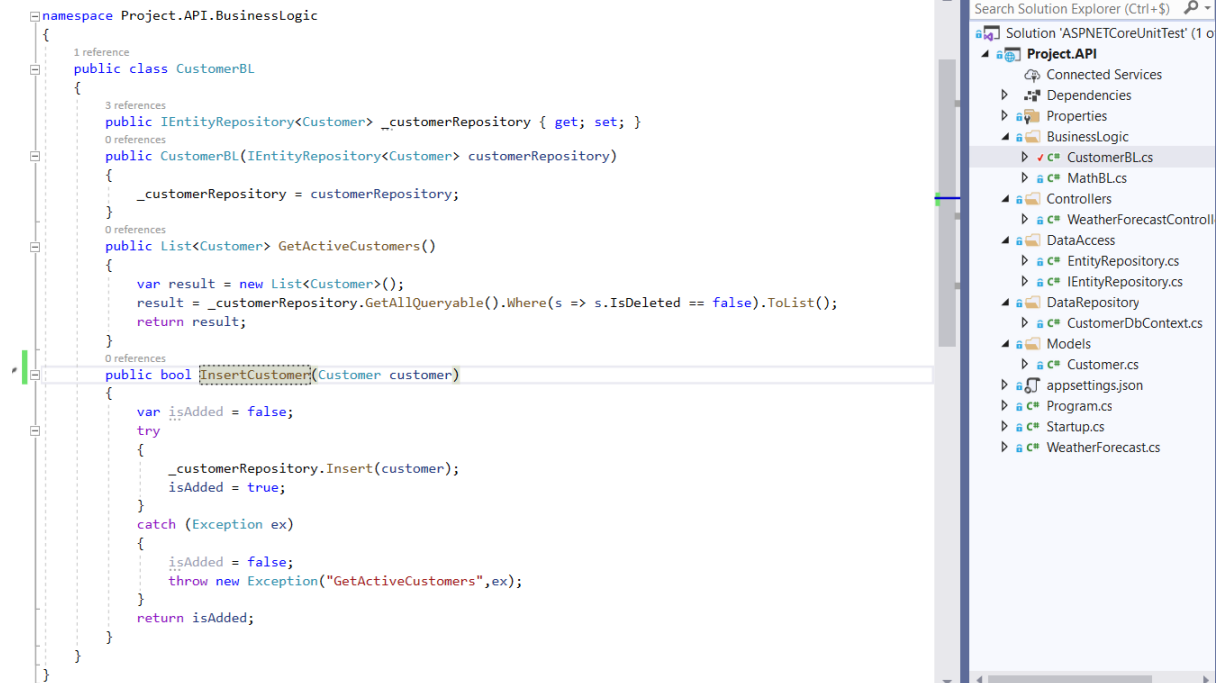 namespace Project.API.BusinessLogic
{
1 reference
public class CustomerBL
{
3 references
public IEntityRepository<Customer> _customerRepository { get; set; }
0 references
public CustomerBL(IEntityRepository<Customer> customerRepository)
{
_customerRepository = customerRepository;
}
0 references
public List<Customer> GetActiveCustomers()
{
var result = new List<Customer>();
result = _customerRepository.GetAllQueryable().Where(s => s.IsDeleted == false).ToList();
return result;
}
0 references
public bool InsertCustomer(Customer customer)
{
var isAdded = false;
try
{
_customerRepository.Insert(customer);
isAdded = true;
}
catch (Exception ex)
{
isAdded = false;
throw new Exception("GetActiveCustomers",ex);
}
return isAdded;
}
}
}
Search Solution Explorer (Ctrl+$)
Solution 'ASPNETCoreUnitTest' (1 o
Project.API
Connected Services
Dependencies
Properties
BusinessLogic
C# CustomerBL.cs
C# MathBL.cs
Controllers
C# WeatherForecastControll
DataAccess
C# EntityRepository.cs
C# IEntityRepository.cs
DataRepository
C# CustomerDbContext.cs
Models
C# Customer.cs
appsettings.json
C# Program.cs
C# Startup.cs
C# WeatherForecast.cs